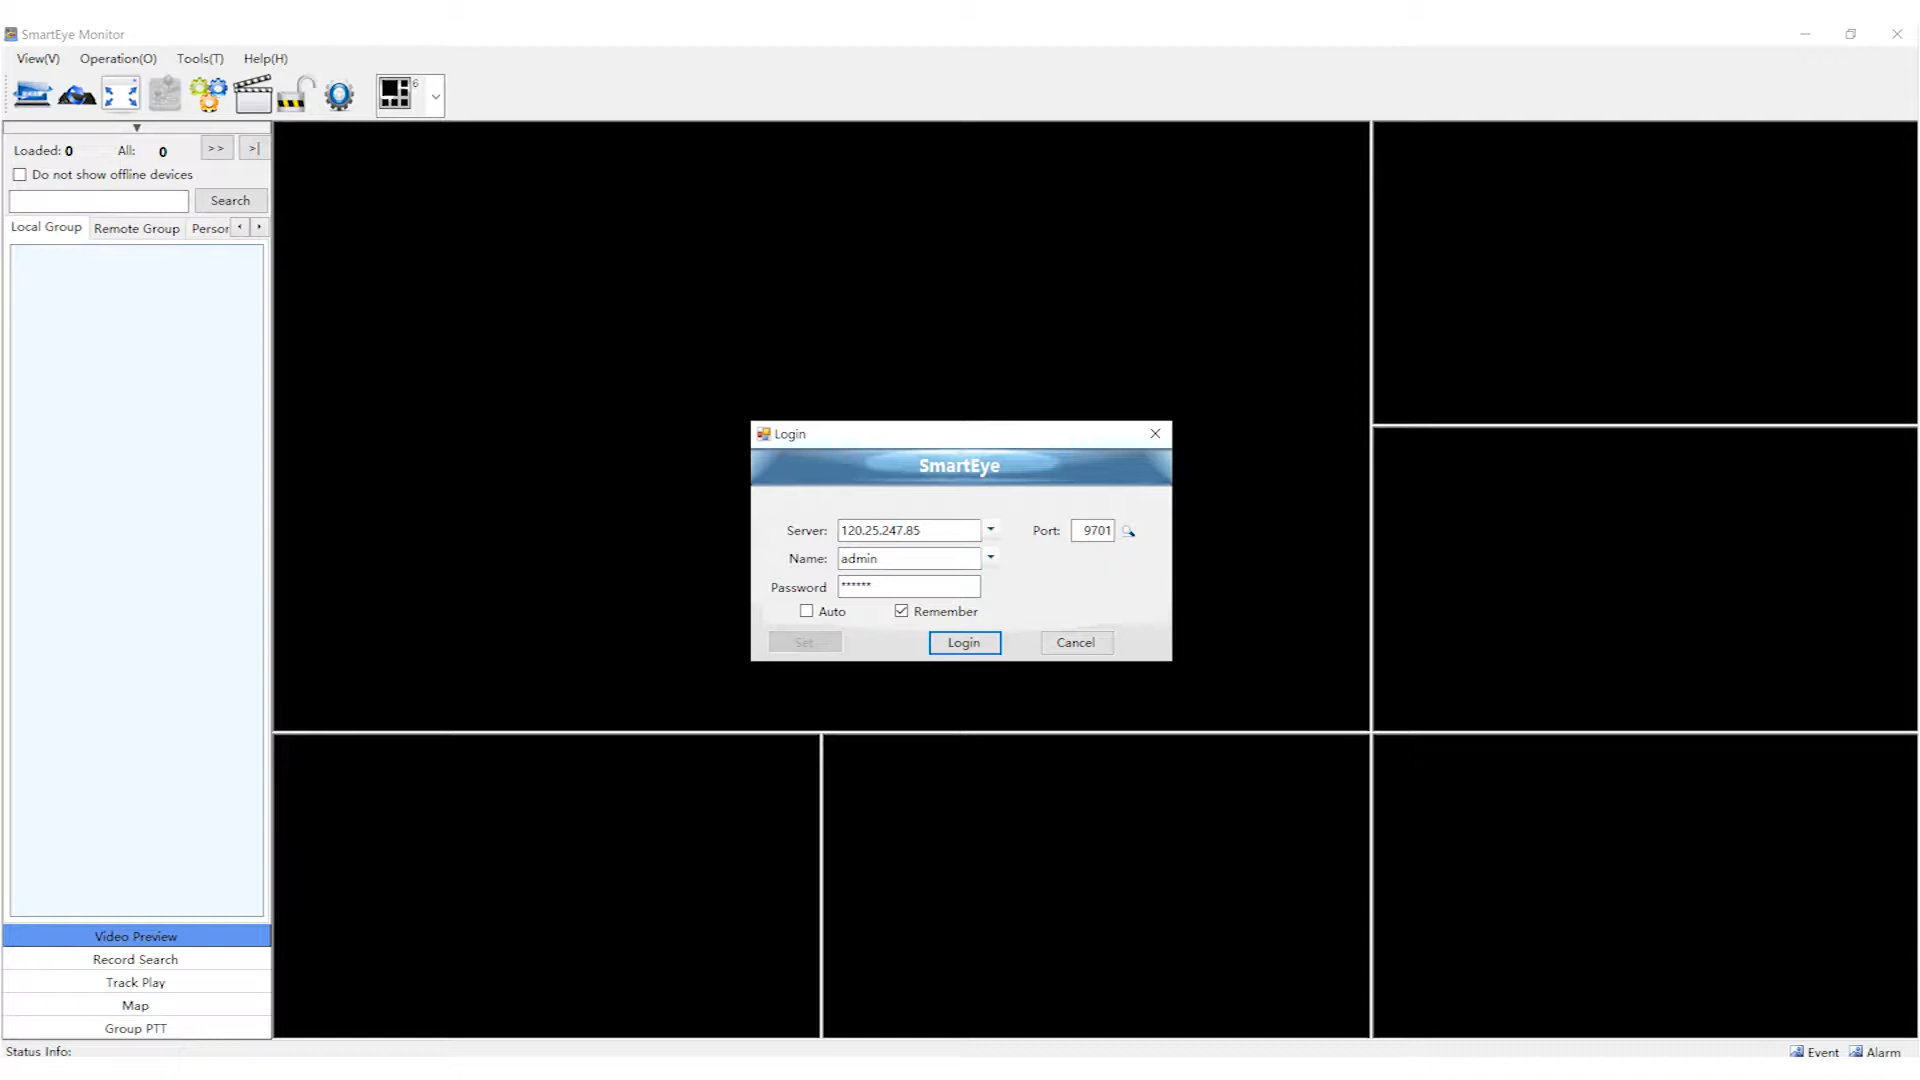 SmartEye Monitor
View(V) Operation(O) Tools(T) Help(H)
6
Loaded: 0 All: 0 >> >|
Do not show offline devices
Search
Local Group Remote Group Persor
Login
SmartEye
Server: 120.25.247.85 Port: 9701
Name: admin
Password ******
Auto Remember
Set Login Cancel
Video Preview
Record Search
Track Play
Map
Group PTT
Status Info: Event Alarm